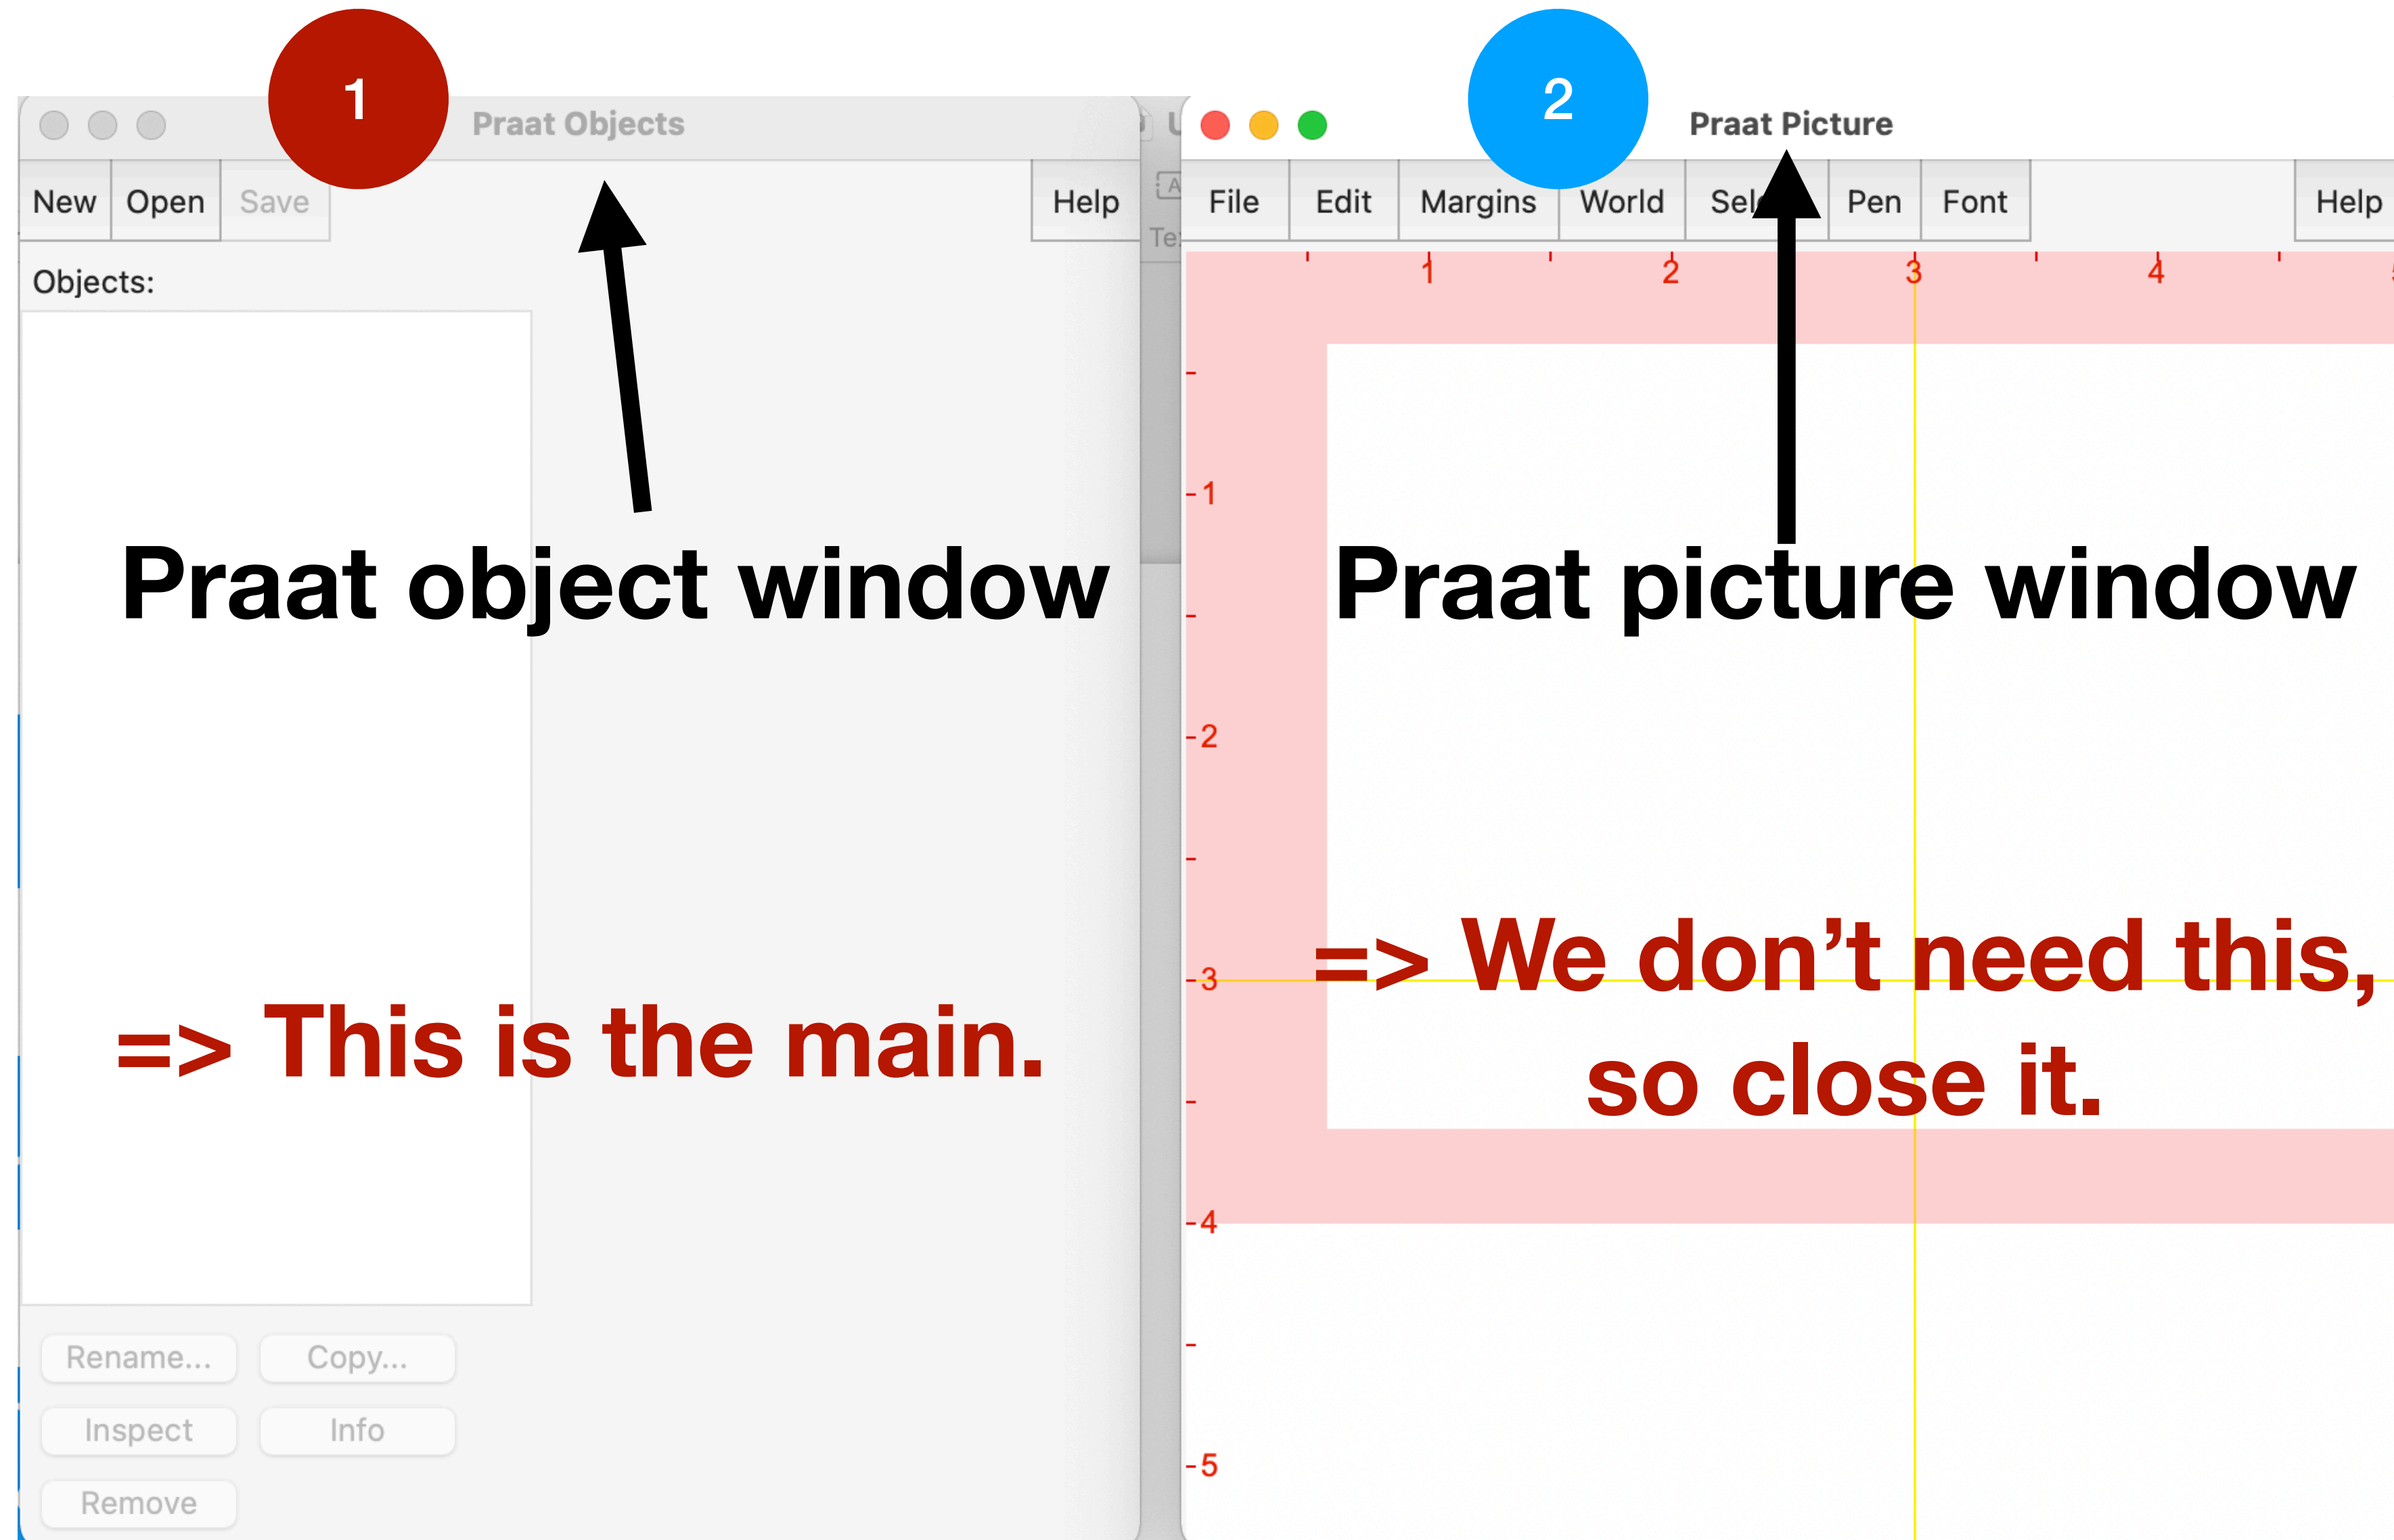 1
Praat Objects
New Open Save Help
Objects:
Praat object window
=> This is the main.
Rename... Copy...
Inspect Info
Remove
2
Praat Picture
File Edit Margins World Pen Font Help
1 2 3 4
-1
Praat picture window
-2
=> We don’t need this,
-3
so close it.
-4
-5